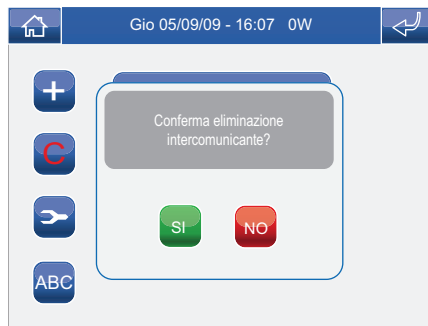 Gio 05/09/09 - 16:07 0W
Conferma eliminazione
intercomunicante?
C
SI
NO
ABC